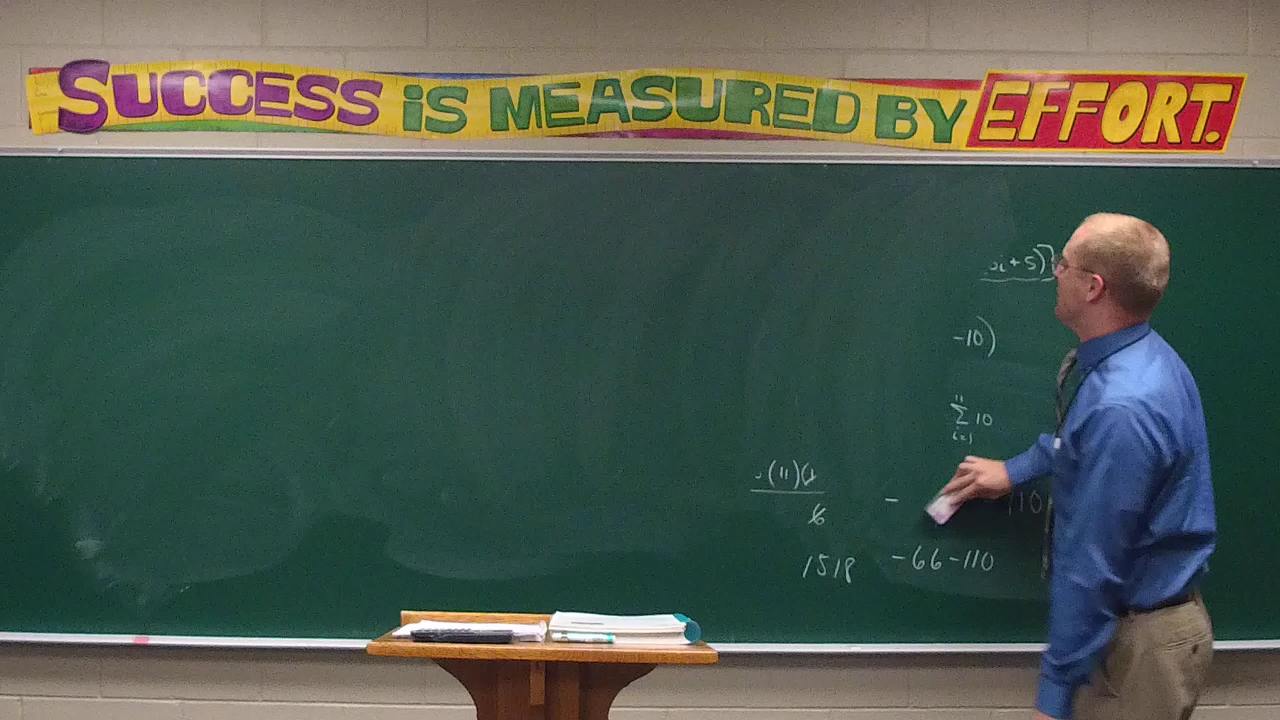 SUCCESS iS MEASURED BY EFFORT.
i + 5)]
-10)
11
∑ 10
i=1
(11)(
6
-
110
1518 -66-110